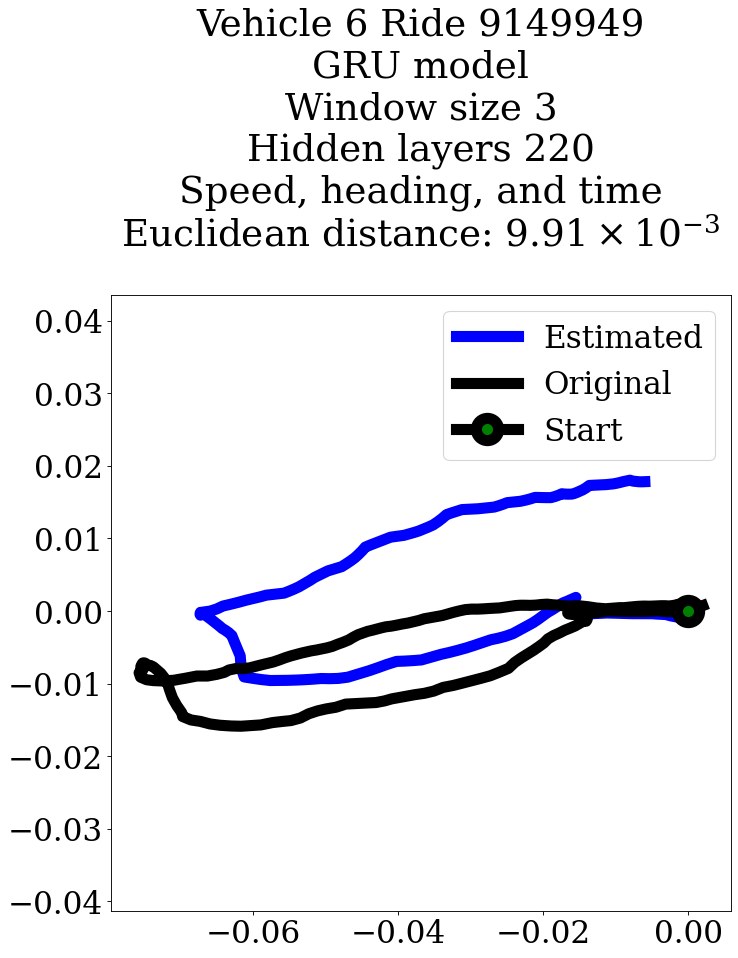 Vehicle 6 Ride 9149949
GRU model
Window size 3
Hidden layers 220
Speed, heading, and time
Euclidean distance: 9.91 × 10⁻³
Estimated
Original
Start
0.04
0.03
0.02
0.01
0.00
−0.01
−0.02
−0.03
−0.04
−0.06 −0.04 −0.02 0.00